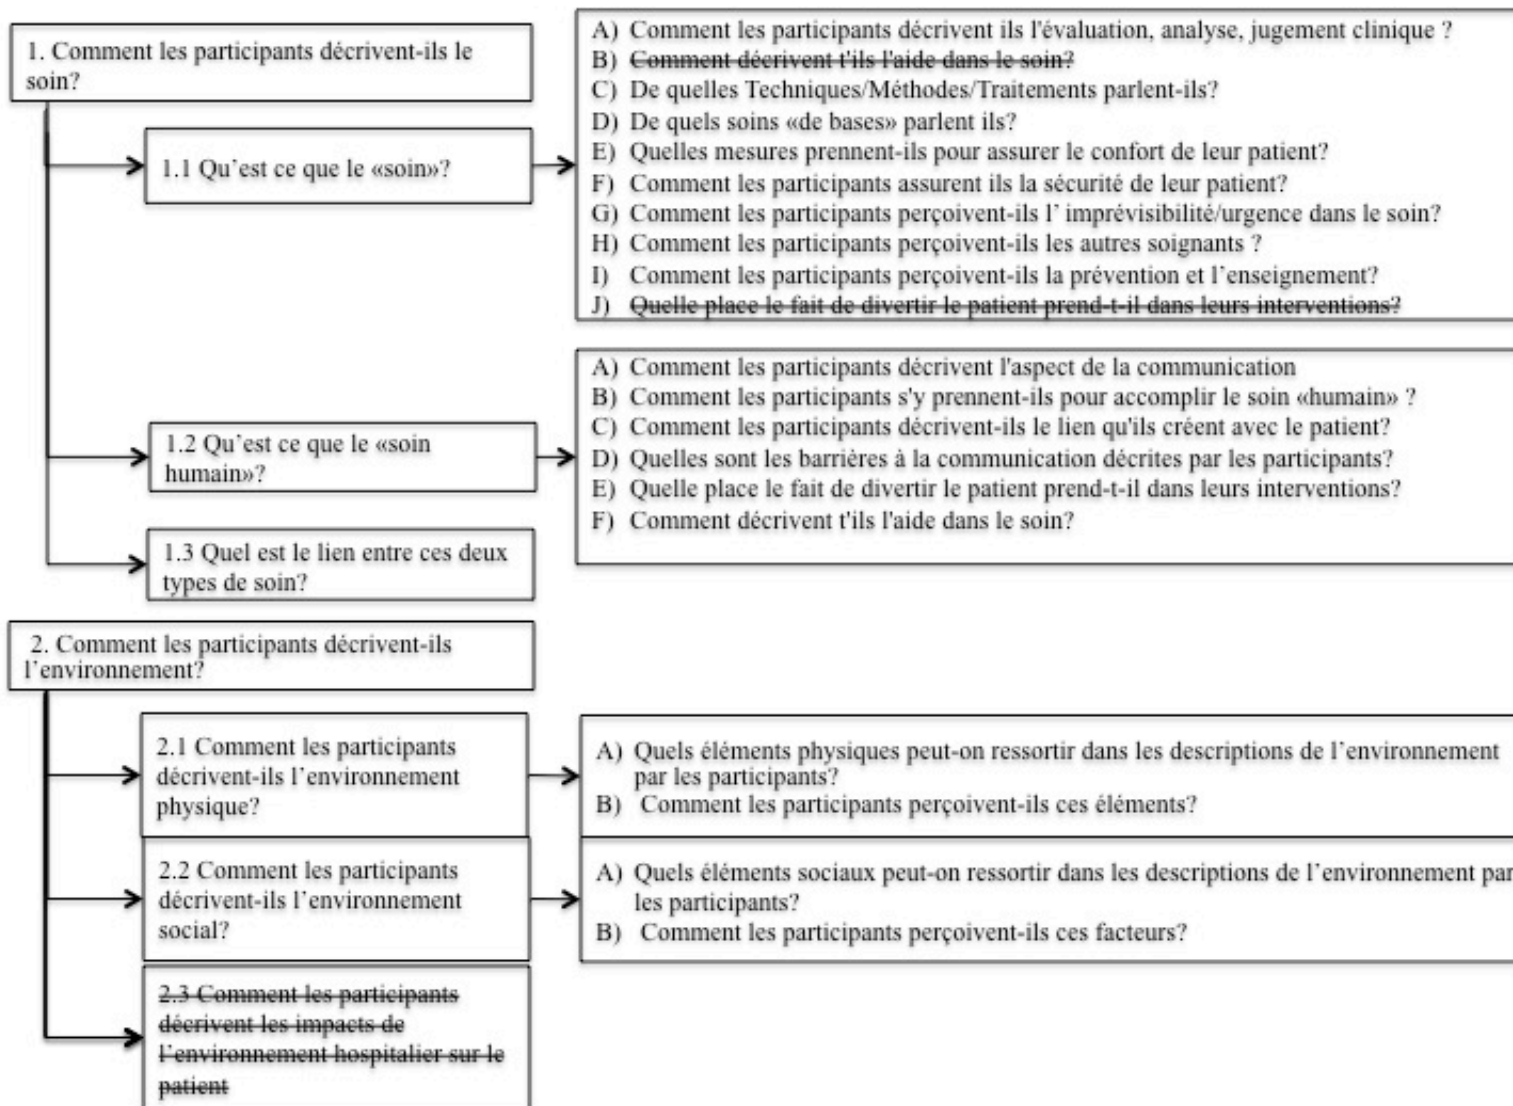 1. Comment les participants décrivent-ils le
soin?
1.1 Qu’est ce que le «soin»?
A) Comment les participants décrivent ils l'évaluation, analyse, jugement clinique ?
B) Comment décrivent t'ils l'aide dans le soin?
C) De quelles Techniques/Méthodes/Traitements parlent-ils?
D) De quels soins «de bases» parlent ils?
E) Quelles mesures prennent-ils pour assurer le confort de leur patient?
F) Comment les participants assurent ils la sécurité de leur patient?
G) Comment les participants perçoivent-ils l’ imprévisibilité/urgence dans le soin?
H) Comment les participants perçoivent-ils les autres soignants ?
I) Comment les participants perçoivent-ils la prévention et l’enseignement?
J) Quelle place le fait de divertir le patient prend-t-il dans leurs interventions?
1.2 Qu’est ce que le «soin
humain»?
A) Comment les participants décrivent l'aspect de la communication
B) Comment les participants s'y prennent-ils pour accomplir le soin «humain» ?
C) Comment les participants décrivent-ils le lien qu'ils créent avec le patient?
D) Quelles sont les barrières à la communication décrites par les participants?
E) Quelle place le fait de divertir le patient prend-t-il dans leurs interventions?
F) Comment décrivent t'ils l'aide dans le soin?
1.3 Quel est le lien entre ces deux
types de soin?
2. Comment les participants décrivent-ils
l’environnement?
2.1 Comment les participants
décrivent-ils l’environnement
physique?
A) Quels éléments physiques peut-on ressortir dans les descriptions de l’environnement
par les participants?
B) Comment les participants perçoivent-ils ces éléments?
2.2 Comment les participants
décrivent-ils l’environnement
social?
A) Quels éléments sociaux peut-on ressortir dans les descriptions de l’environnement par
les participants?
B) Comment les participants perçoivent-ils ces facteurs?
2.3 Comment les participants
décrivent les impacts de
l’environnement hospitalier sur le
patient